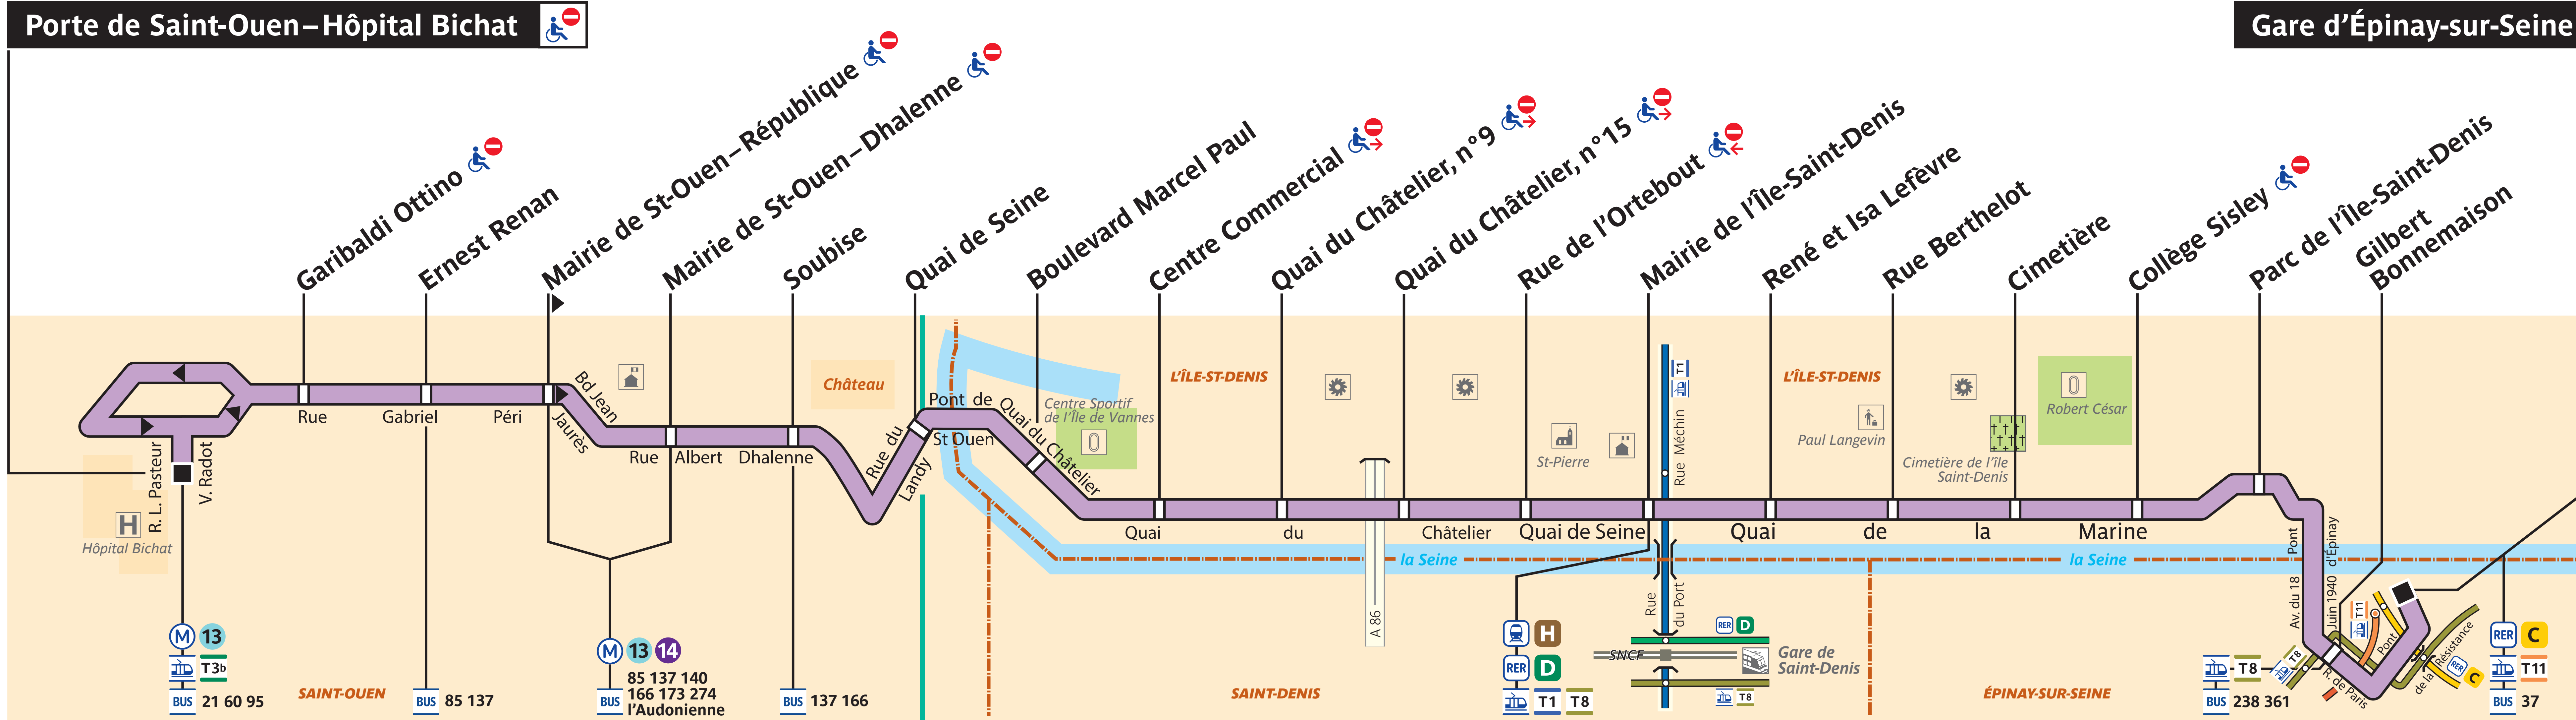 Porte de Saint-Ouen – Hôpital Bichat
Gare d'Épinay-sur-Seine
Garibaldi Ottino
Ernest Renan
Mairie de St-Ouen – République
Mairie de St-Ouen – Dhalenne
Soubise
Quai de Seine
Boulevard Marcel Paul
Centre Commercial
Quai du Châtelier, n°9
Quai du Châtelier, n°15
Rue de l'Ortebout
Mairie de l'Île-Saint-Denis
René et Isa Lefèvre
Rue Berthelot
Cimetière
Collège Sisley
Parc de l'Île-Saint-Denis
Gilbert
Bonnemaison
R. L. Pasteur
V. Radot
H
Hôpital Bichat
Rue Gabriel Péri
Bd Jean
Jaurès
Rue Albert Dhalenne
Château
Rue du
Landy
Pont de
St Ouen
Quai du Châtelier
Centre Sportif
de l'Île de Vannes
L'ÎLE-ST-DENIS
Quai du Châtelier
A 86
la Seine
St-Pierre
Quai de Seine
T1
Rue Méchin
Rue
du Port
L'ÎLE-ST-DENIS
Paul Langevin
Cimetière de l'île
Saint-Denis
Robert César
Quai de la Marine
la Seine
Av. du 18
Juin 1940
Pont
d'Épinay
T11
T8
R. de Paris
Pont
de la
Résistance
RER C
M 13
T3b
BUS 21 60 95
SAINT-OUEN
BUS 85 137
M 13 14
85 137 140
BUS 166 173 274
l'Audonienne
BUS 137 166
SAINT-DENIS
H
RER D
T1 T8
RER D
SNCF
Gare de
Saint-Denis
T8
ÉPINAY-SUR-SEINE
T8
BUS 238 361
RER C
T11
BUS 37